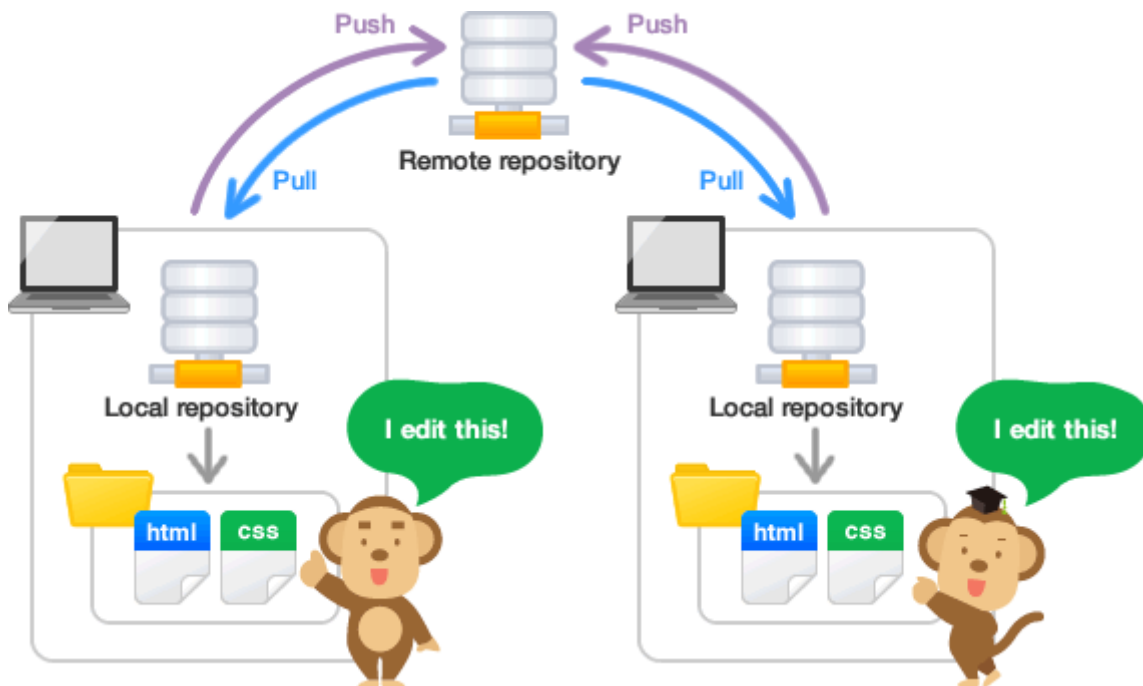 Push
Push
Remote repository
Pull
Pull
Local repository
I edit this!
html
css
Local repository
I edit this!
html
css